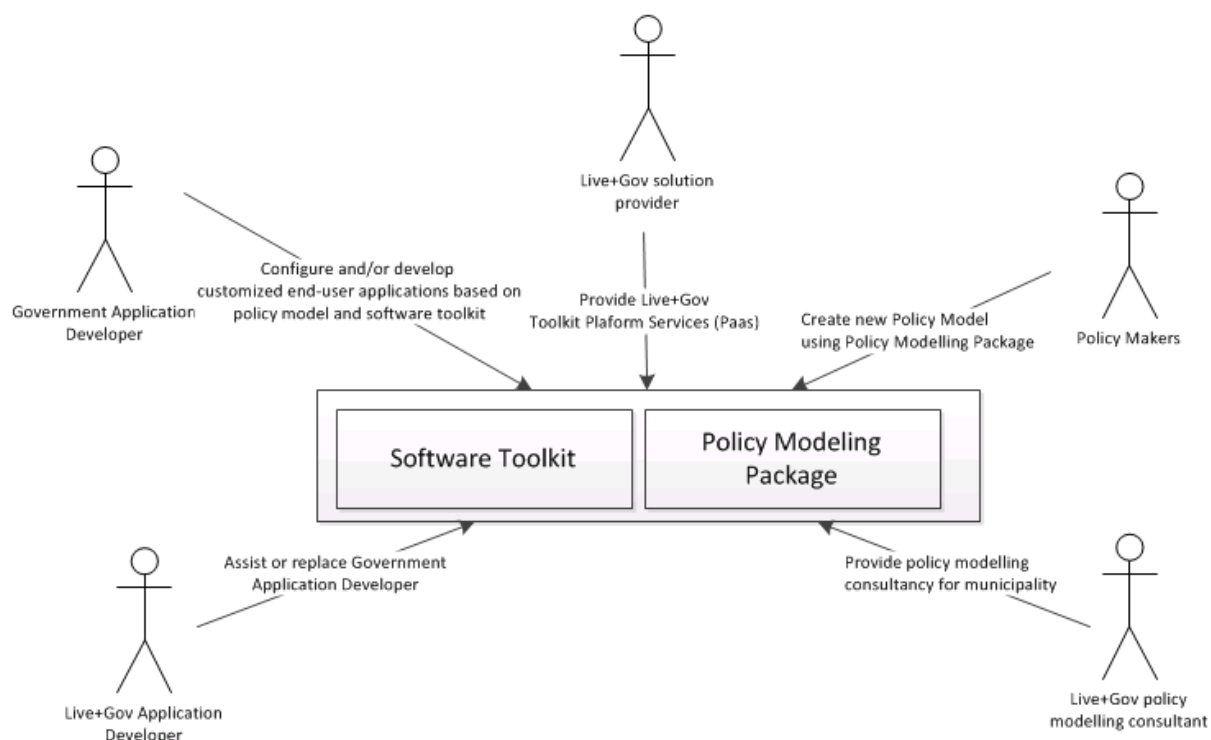 Live+Gov solution
provider
Government Application
Developer
Configure and/or develop
customized end-user applications based on
policy model and software toolkit
Provide Live+Gov
Toolkit Plaform Services (Paas)
Create new Policy Model
using Policy Modelling Package
Policy Makers
Software Toolkit
Policy Modeling
Package
Assist or replace Government
Application Developer
Provide policy modelling
consultancy for municipality
Live+Gov Application
Developer
Live+Gov policy
modelling consultant